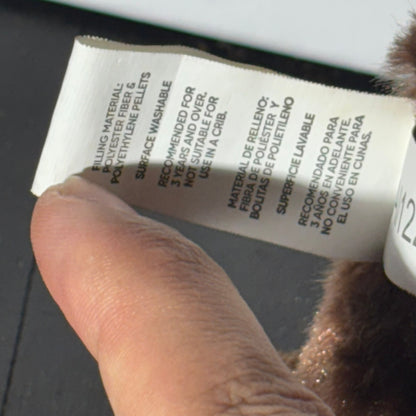 FILLING MATERIAL:
POLYESTER FIBER &
POLYETHYLENE PELLETS
SURFACE WASHABLE
RECOMMENDED FOR
3 YEARS AND OVER.
NOT SUITABLE FOR
USE IN A CRIB.
MATERIAL DE RELLENO:
FIBRA DE POLIÉSTER Y
BOLITAS DE POLIETILENO
SUPERFICIE LAVABLE
RECOMENDADO PARA
3 AÑOS EN ADELANTE.
NO CONVENIENTE PARA
EL USO EN CUNAS.